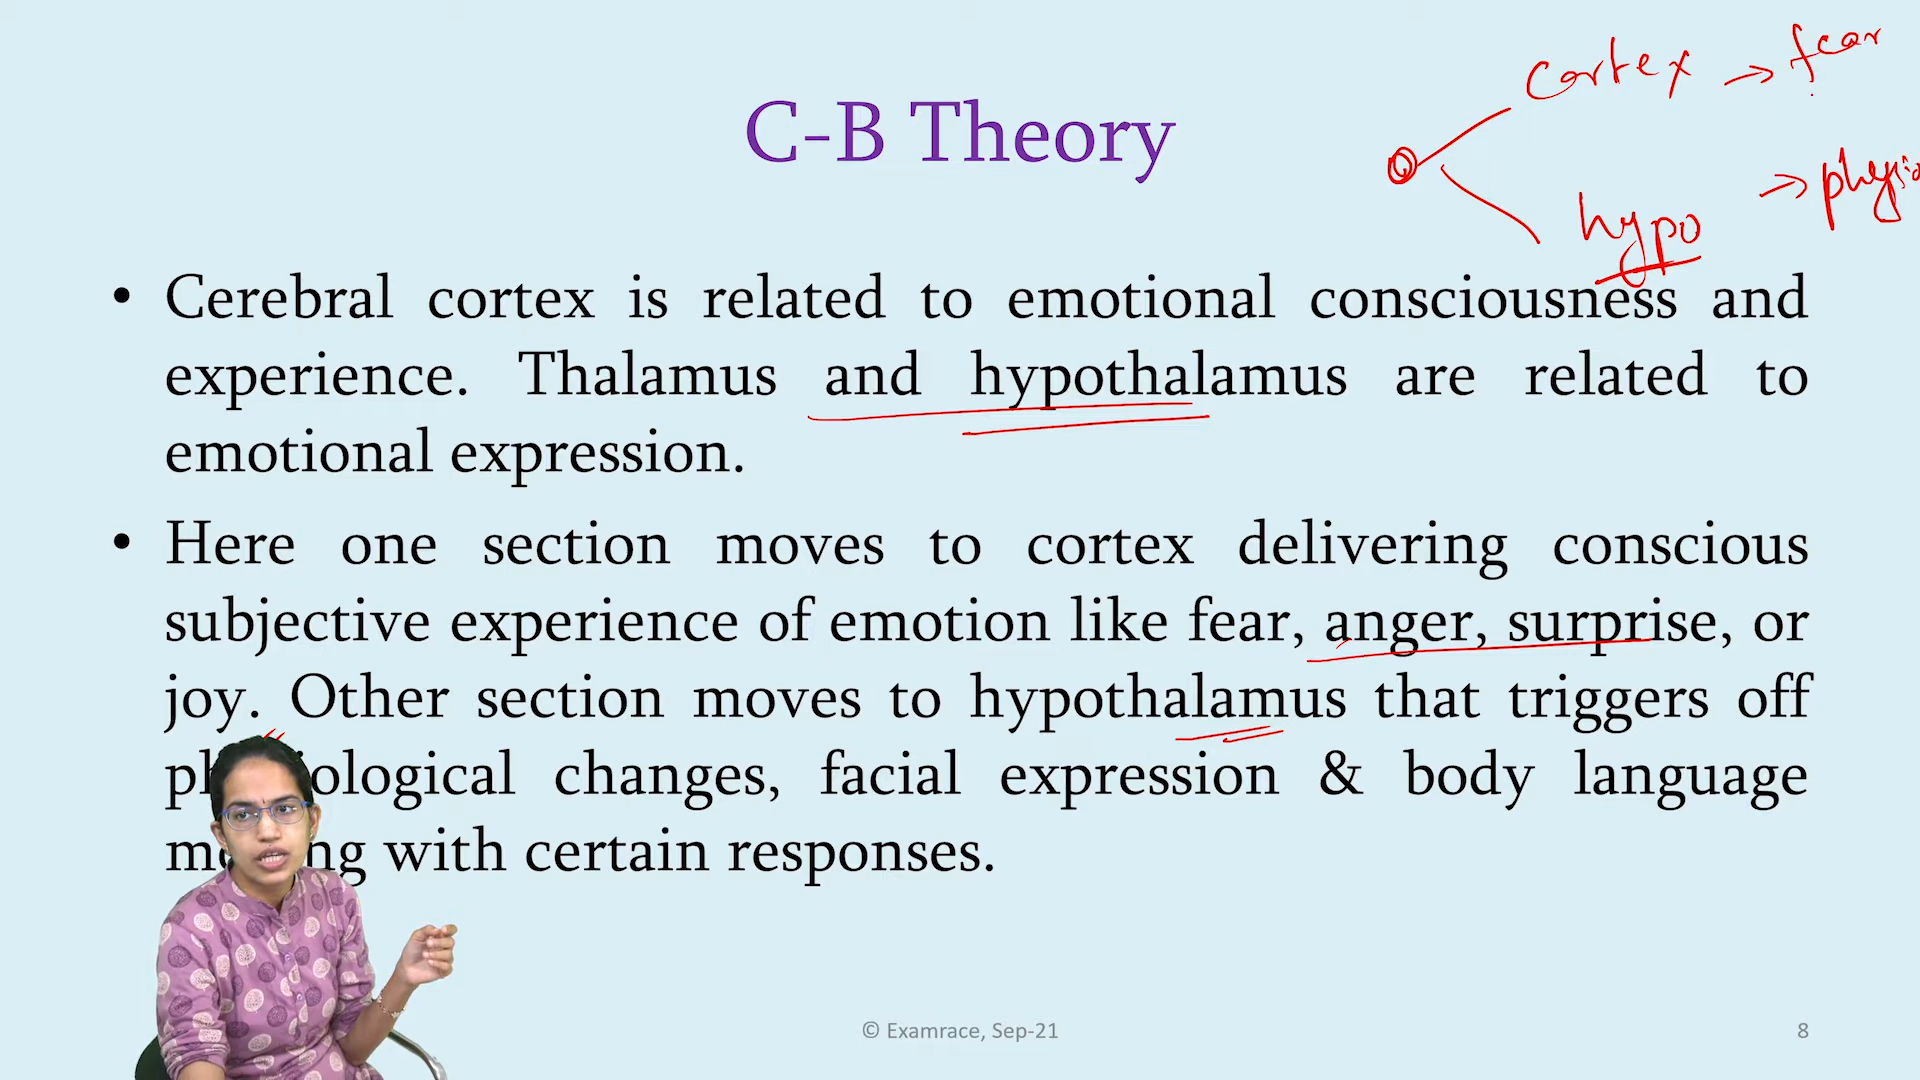 C-B Theory
cortex → fear
hypo → physio
• Cerebral cortex is related to emotional consciousness and
experience. Thalamus and hypothalamus are related to
emotional expression.
• Here one section moves to cortex delivering conscious
subjective experience of emotion like fear, anger, surprise, or
joy. Other section moves to hypothalamus that triggers off
changes, facial expression & body language
with certain responses.
© Examrace, Sep-21
8